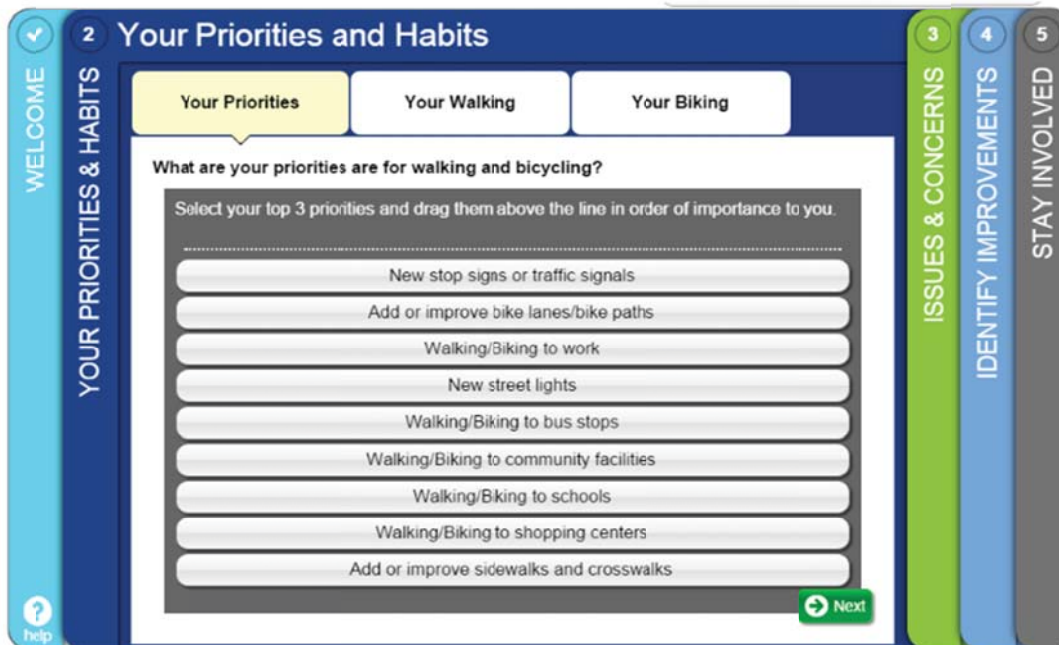 WELCOME
help
2
YOUR PRIORITIES & HABITS
Your Priorities and Habits
Your Priorities
Your Walking
Your Biking
What are your priorities are for walking and bicycling?
Select your top 3 priorities and drag them above the line in order of importance to you.
New stop signs or traffic signals
Add or improve bike lanes/bike paths
Walking/Biking to work
New street lights
Walking/Biking to bus stops
Walking/Biking to community facilities
Walking/Biking to schools
Walking/Biking to shopping centers
Add or improve sidewalks and crosswalks
Next
3
ISSUES & CONCERNS
4
IDENTIFY IMPROVEMENTS
5
STAY INVOLVED